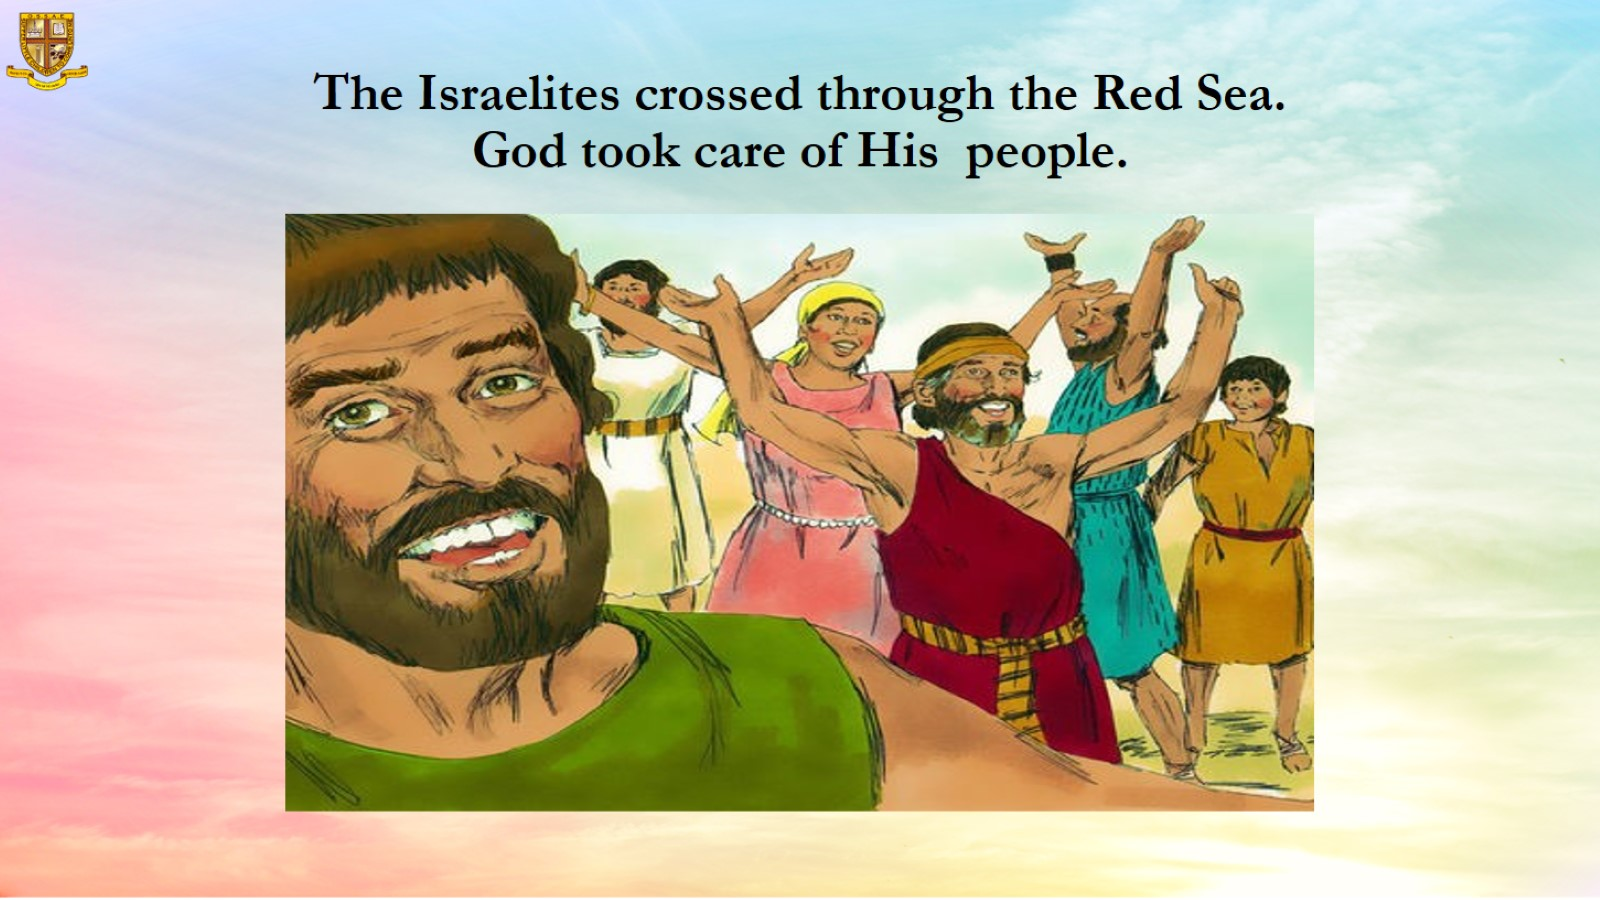 The Israelites crossed through the Red Sea.
God took care of His  people.